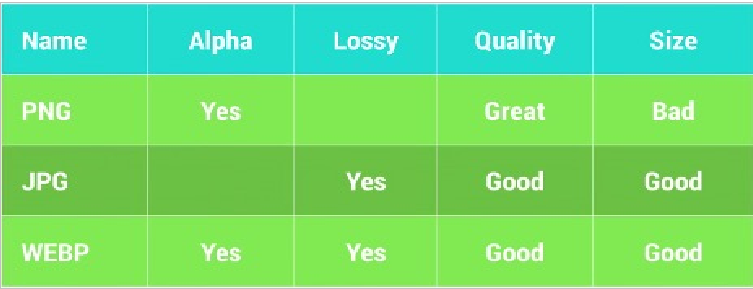 Name Alpha Lossy Quality Size
PNG Yes Great Bad
JPG Yes Good Good
WEBP Yes Yes Good Good